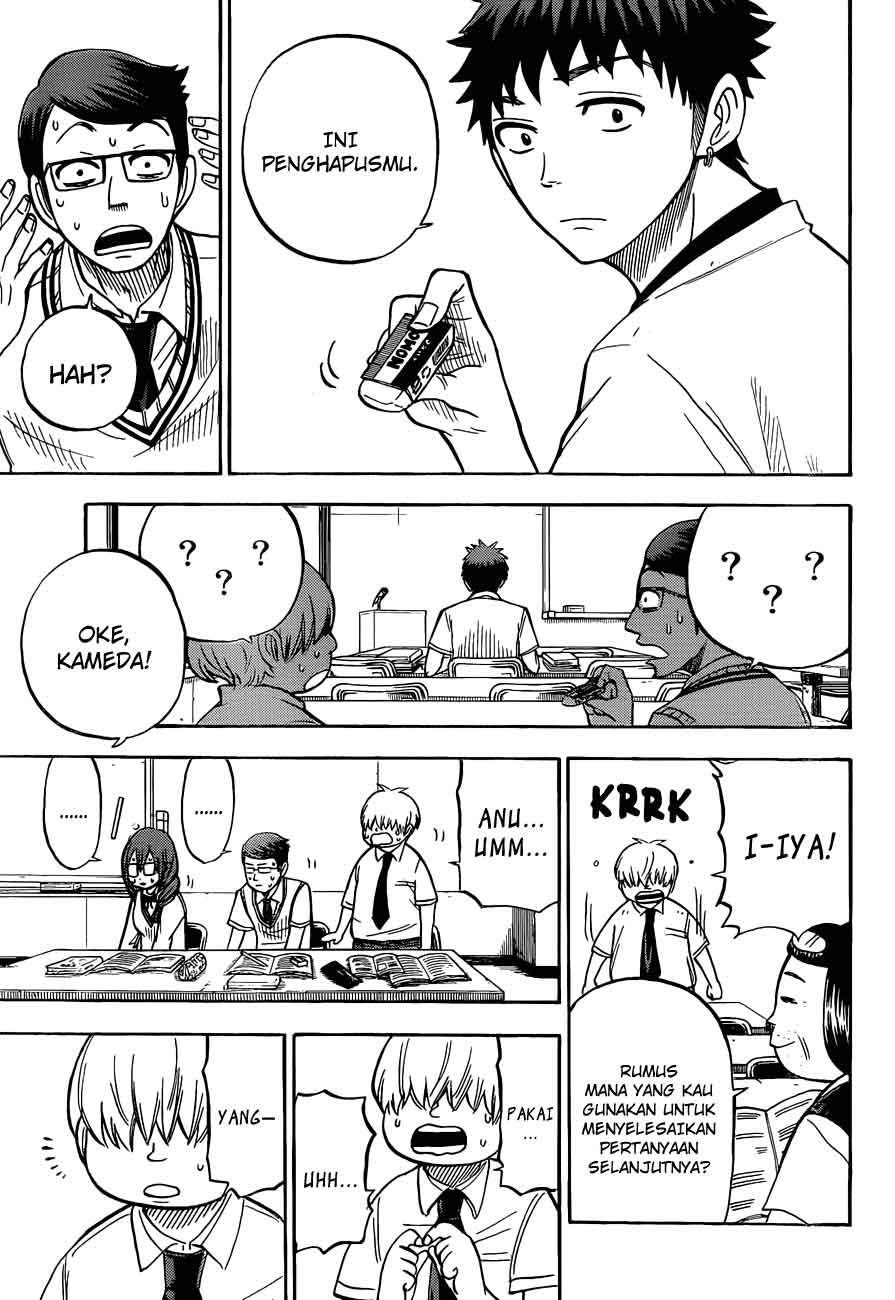 INI
PENGHAPUSMU.
MOMO
HAH?
?
?
?
?
?
?
OKE,
KAMEDA!
KRRK
I-IYA!
RUMUS
MANA YANG KAU
GUNAKAN UNTUK
MENYELESAIKAN
PERTANYAAN
SELANJUTNYA?
ANU...
UMM...
......
......
PAKAI
...
UHH...
YANG–